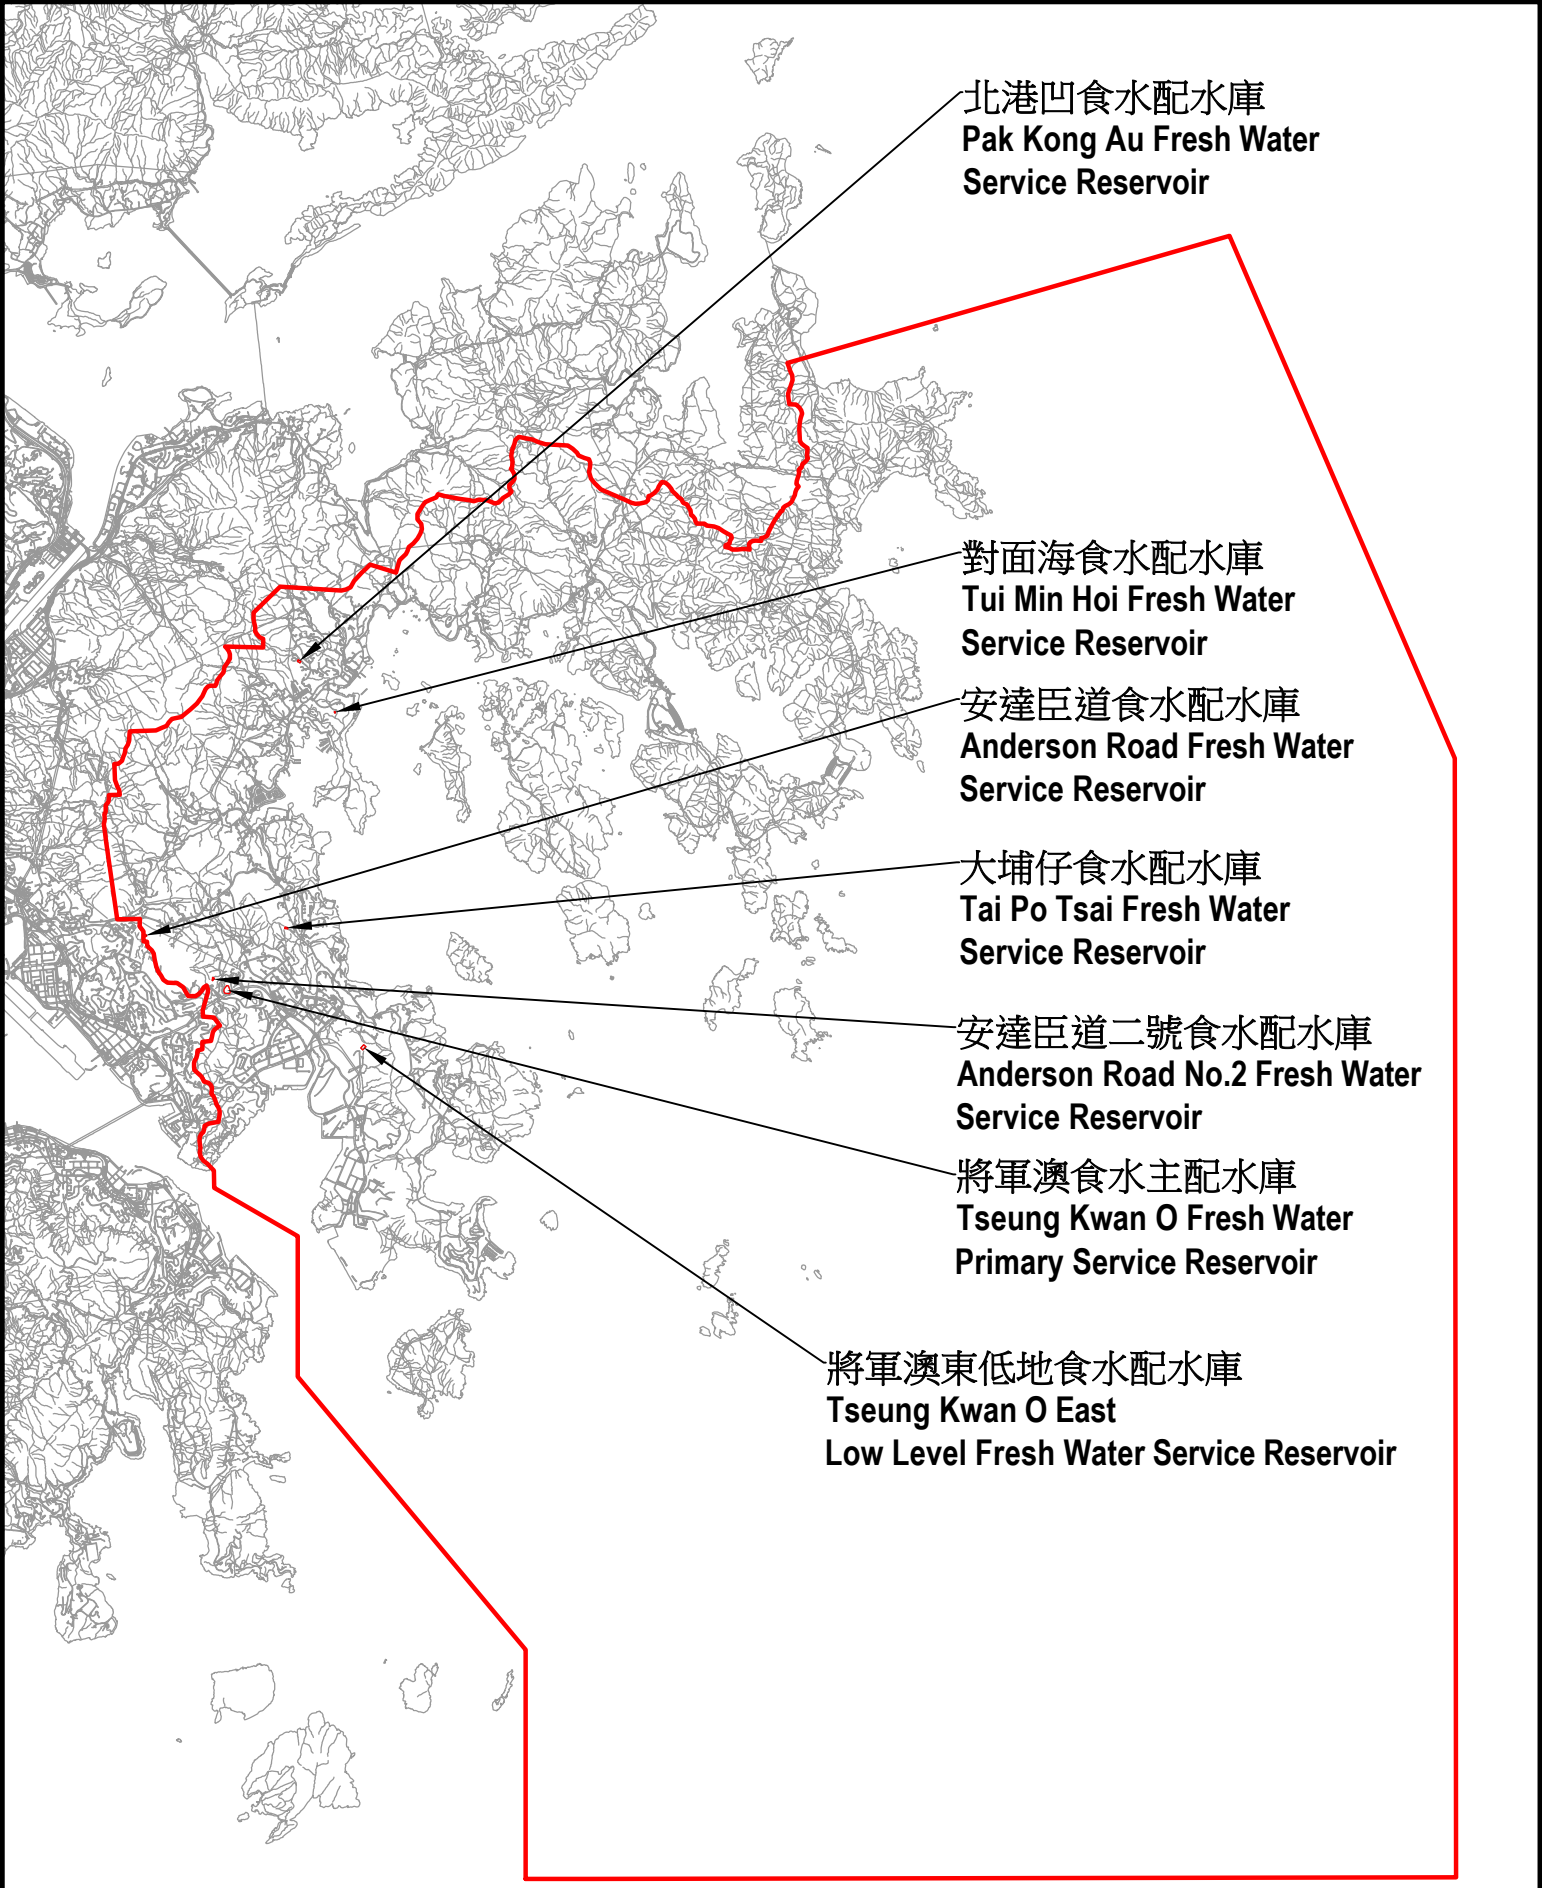 北港凹食水配水庫
Pak Kong Au Fresh Water
Service Reservoir
對面海食水配水庫
Tui Min Hoi Fresh Water
Service Reservoir
安達臣道食水配水庫
Anderson Road Fresh Water
Service Reservoir
大埔仔食水配水庫
Tai Po Tsai Fresh Water
Service Reservoir
安達臣道二號食水配水庫
Anderson Road No.2 Fresh Water
Service Reservoir
將軍澳食水主配水庫
Tseung Kwan O Fresh Water
Primary Service Reservoir
將軍澳東低地食水配水庫
Tseung Kwan O East
Low Level Fresh Water Service Reservoir